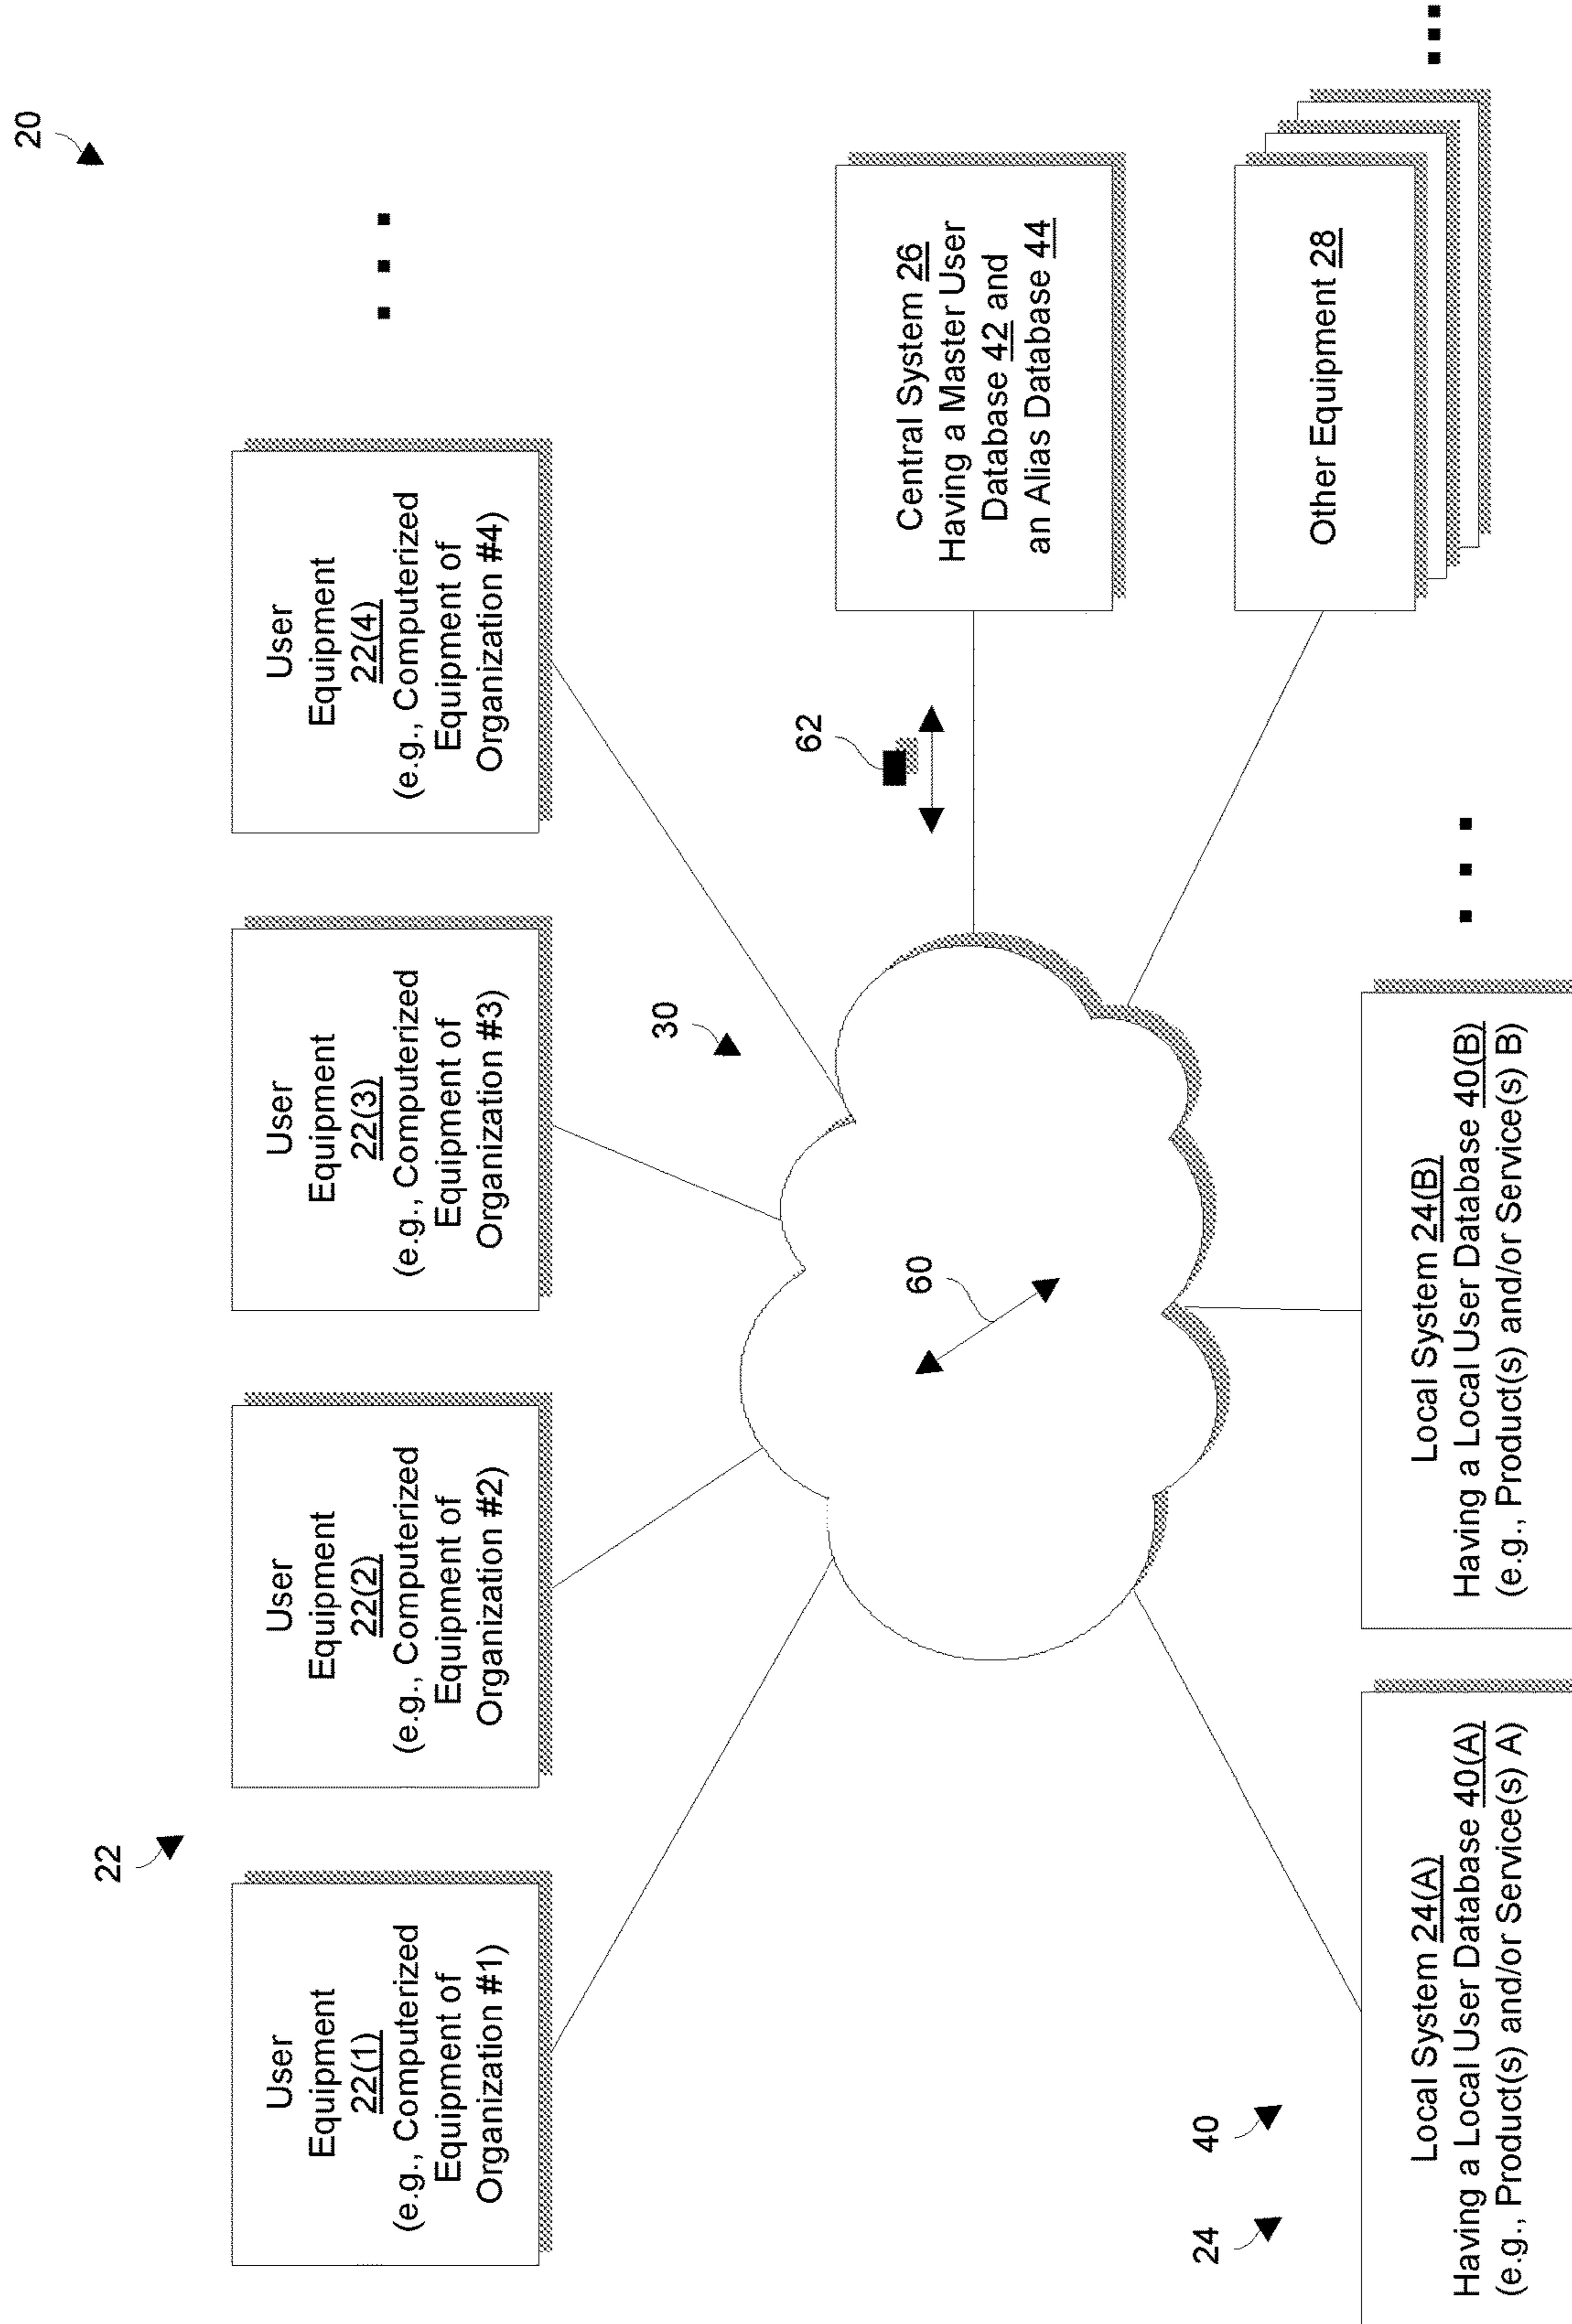 20
22
User
Equipment
22(1)
(e.g., Computerized
Equipment of
Organization #1)
User
Equipment
22(2)
(e.g., Computerized
Equipment of
Organization #2)
User
Equipment
22(3)
(e.g., Computerized
Equipment of
Organization #3)
User
Equipment
22(4)
(e.g., Computerized
Equipment of
Organization #4)
30
60
62
Central System 26
Having a Master User
Database 42 and
an Alias Database 44
Other Equipment 28
24
40
Local System 24(A)
Having a Local User Database 40(A)
(e.g., Product(s) and/or Service(s) A)
Local System 24(B)
Having a Local User Database 40(B)
(e.g., Product(s) and/or Service(s) B)